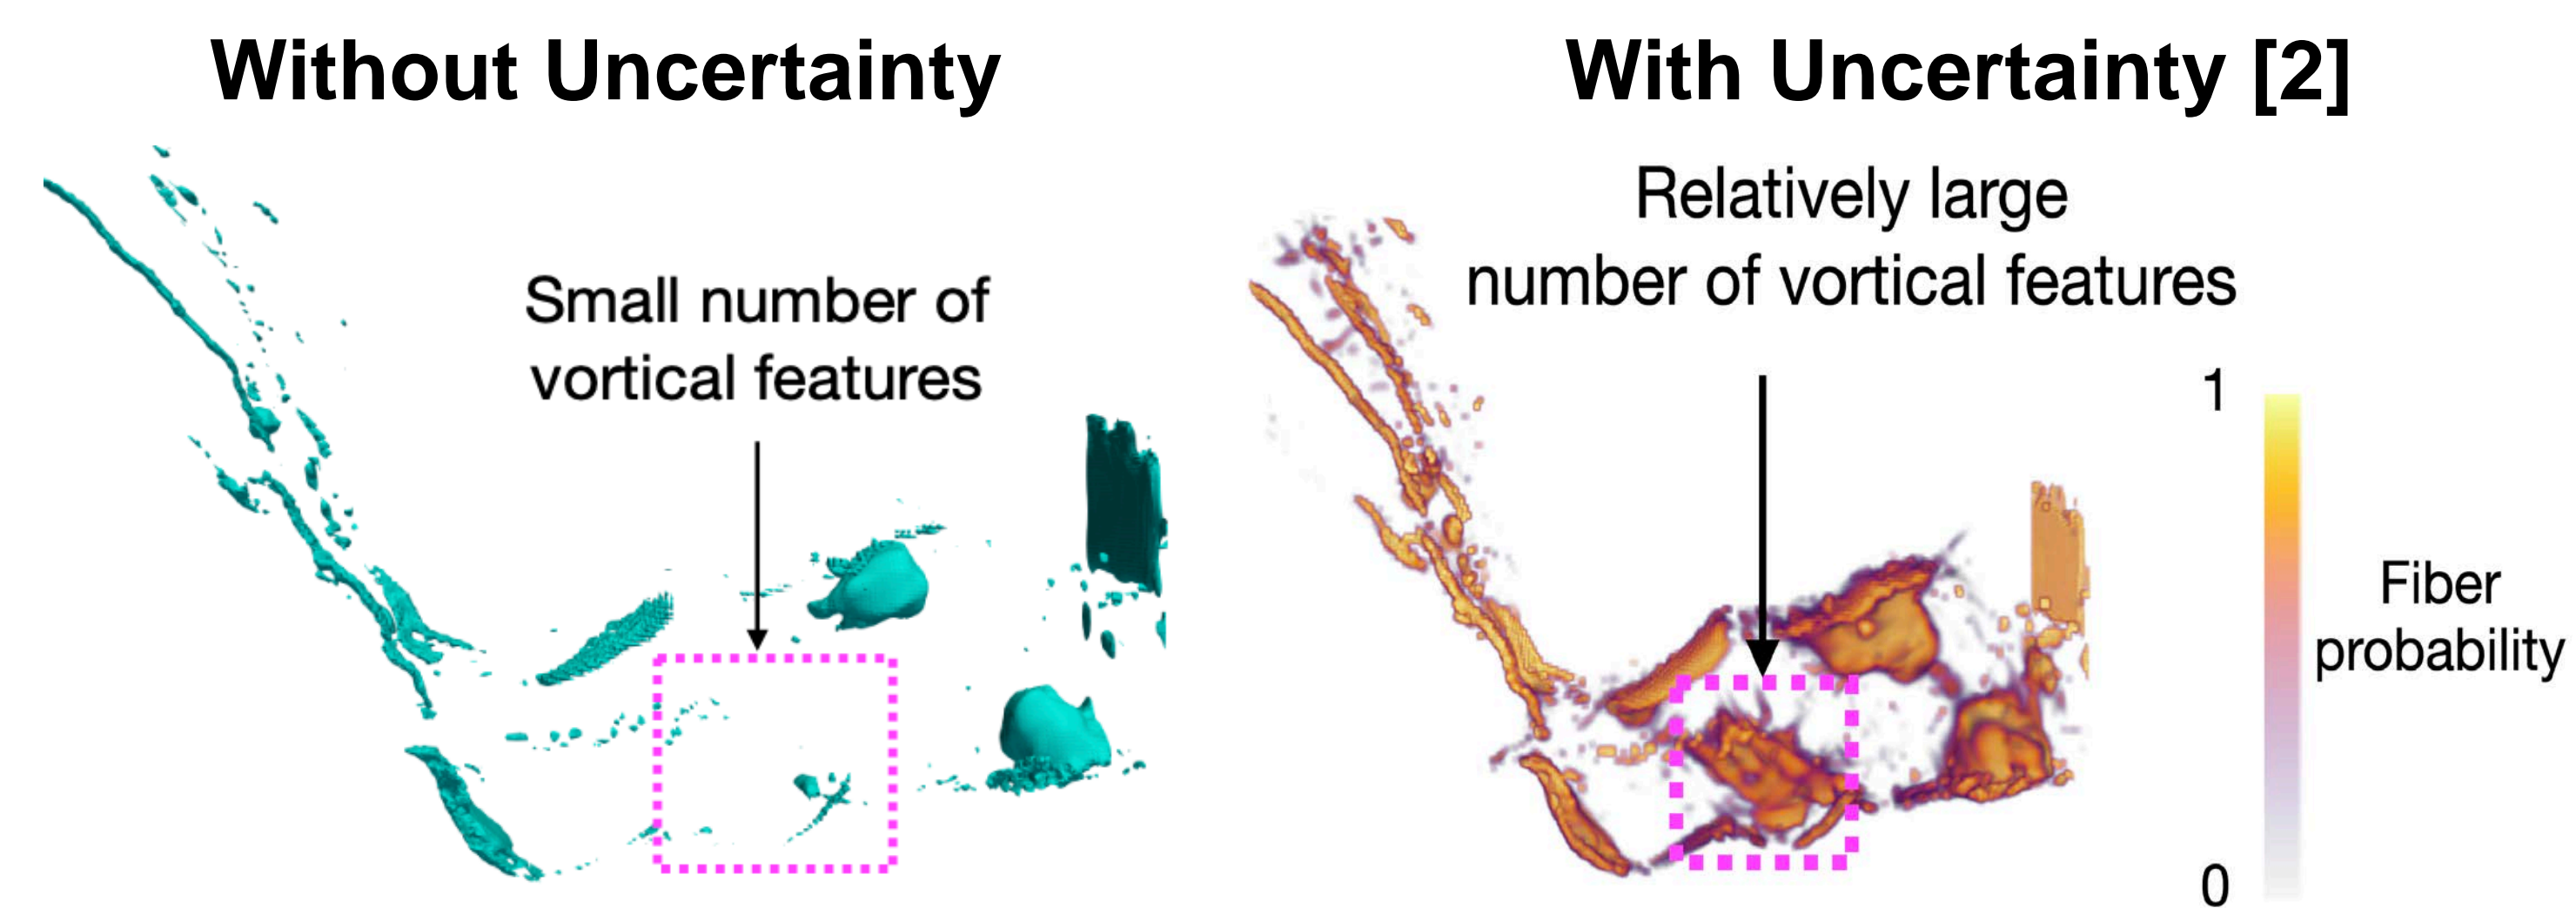 Without Uncertainty
With Uncertainty [2]
Small number of
vortical features
Relatively large
number of vortical features
1
Fiber
probability
0